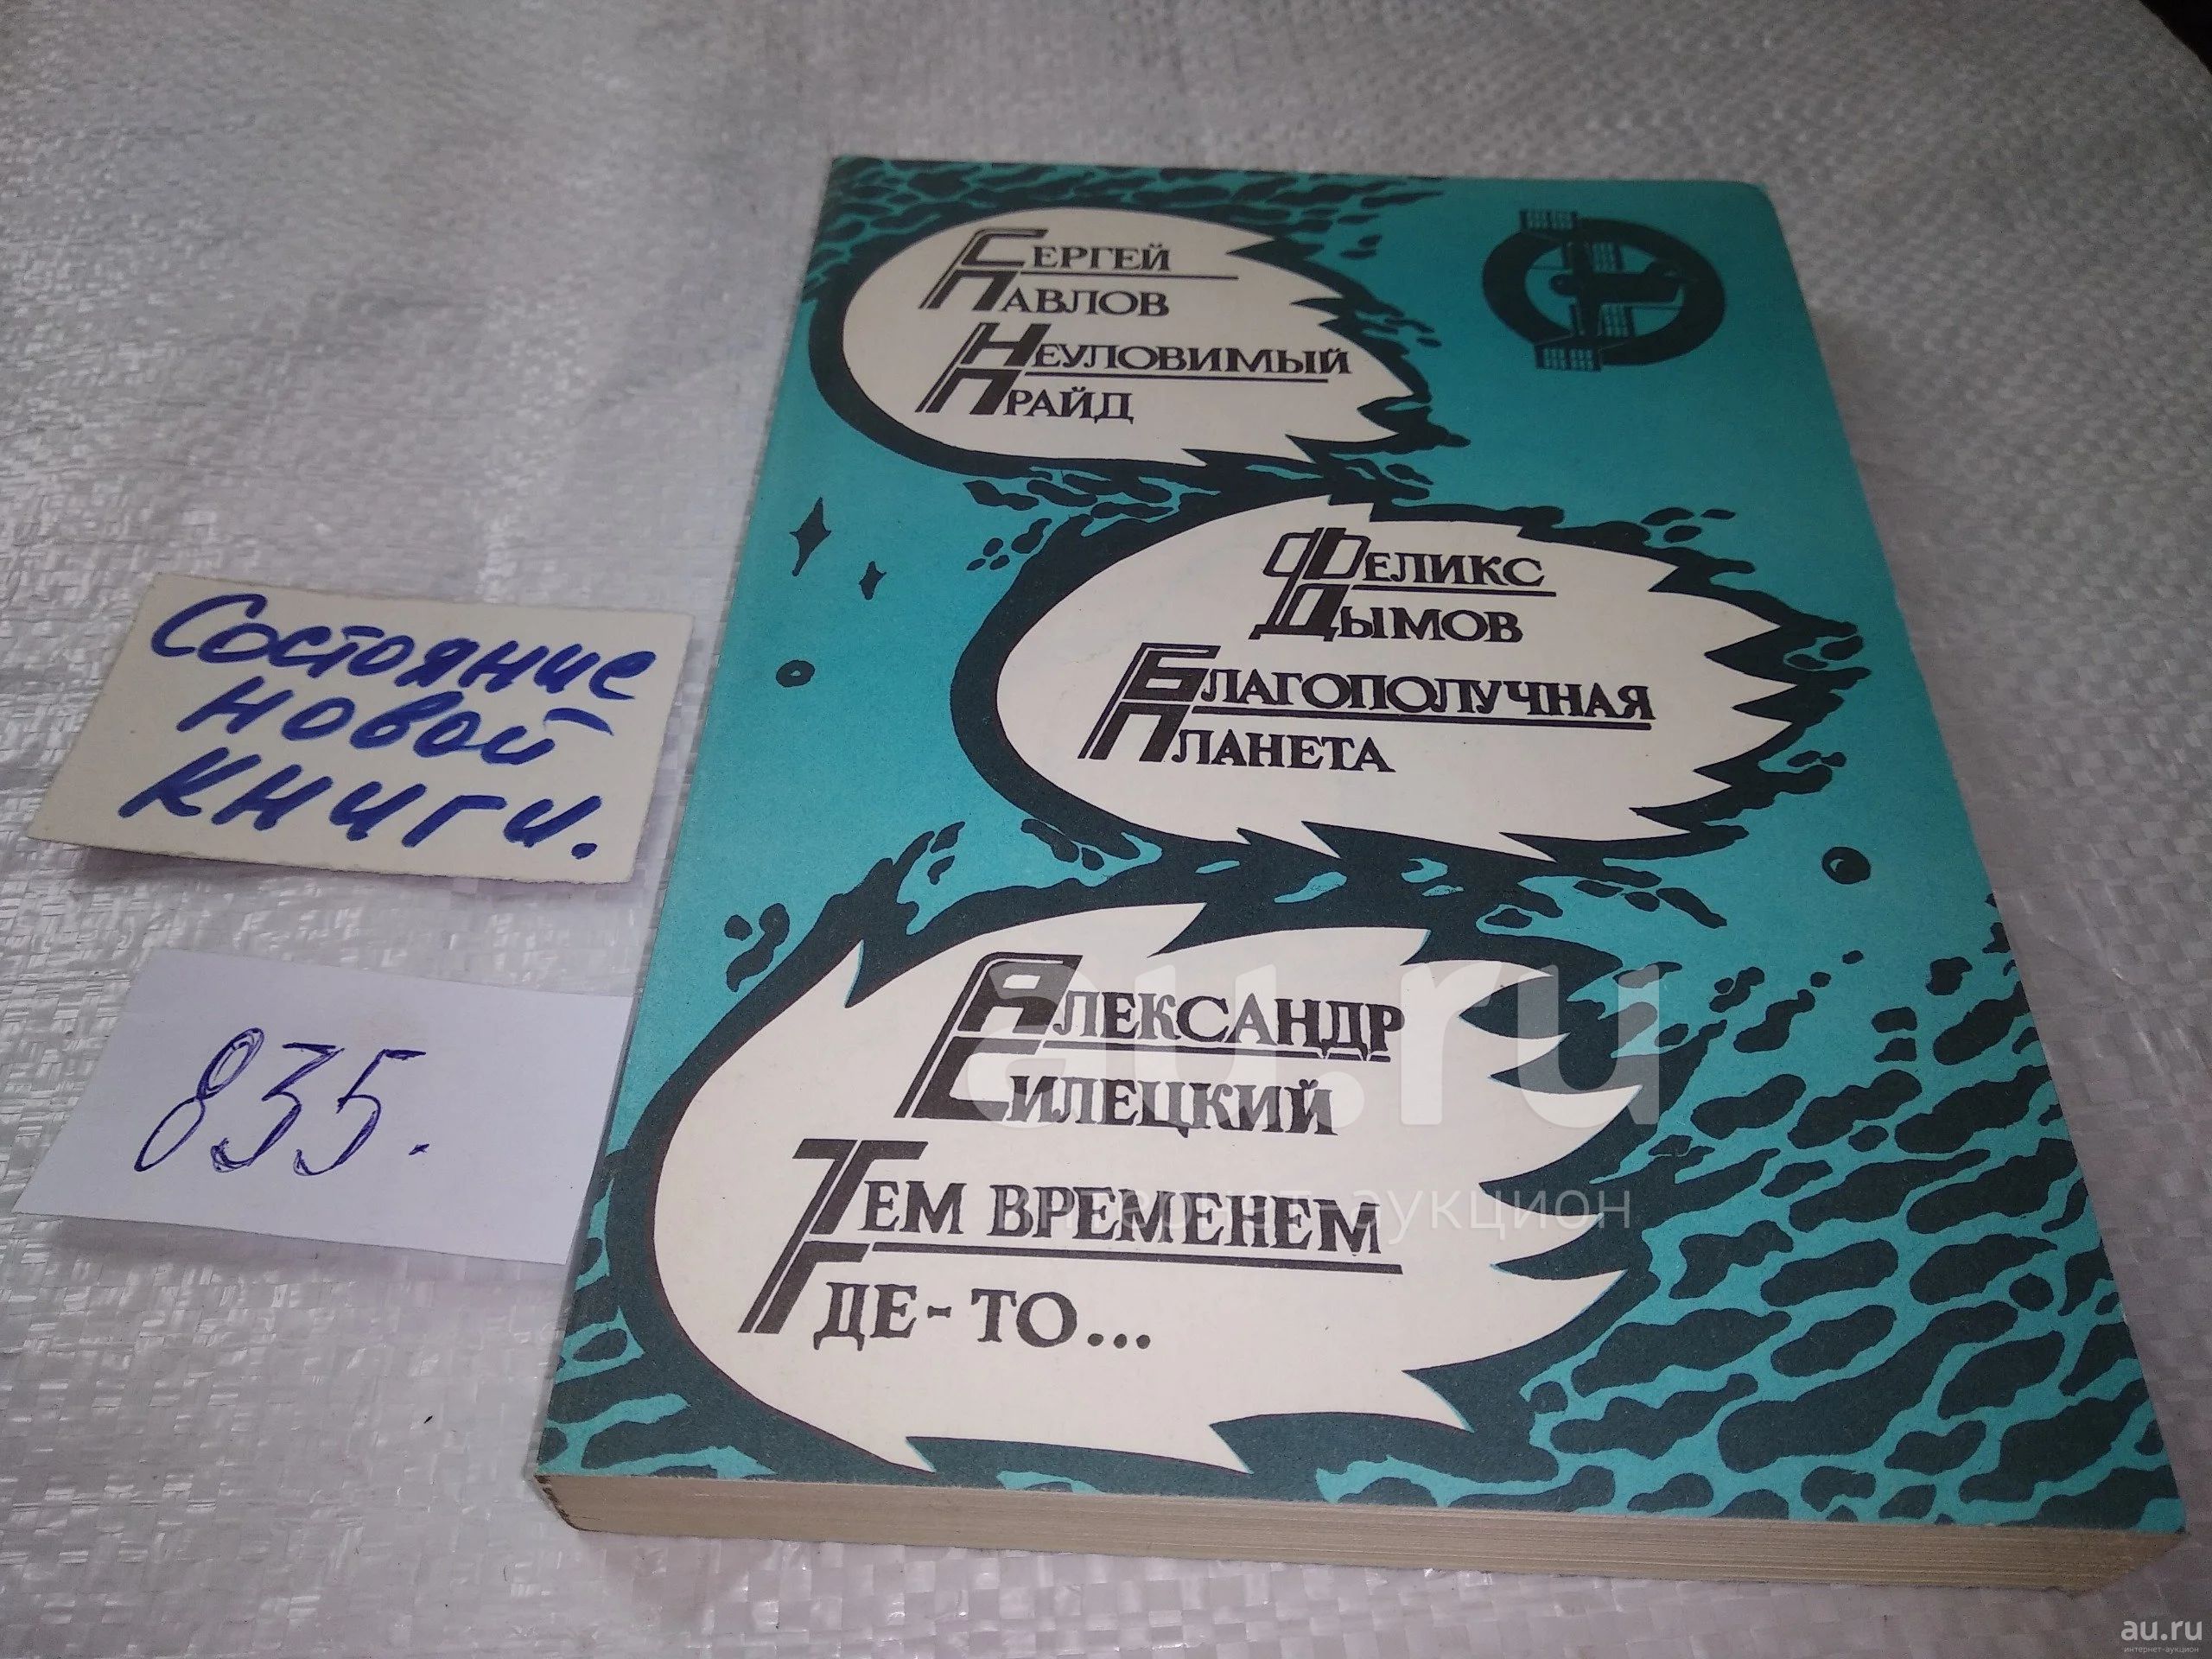 Сергей
Павлов
Неуловимый
Прайд
Феликс
Дымов
Благополучная
Планета
Александр
Силецкий
Тем временем
Где-то...
Состояние
новой
книги.
835.
au.ru
интернет-аукцион
au.ru
интернет-аукцион